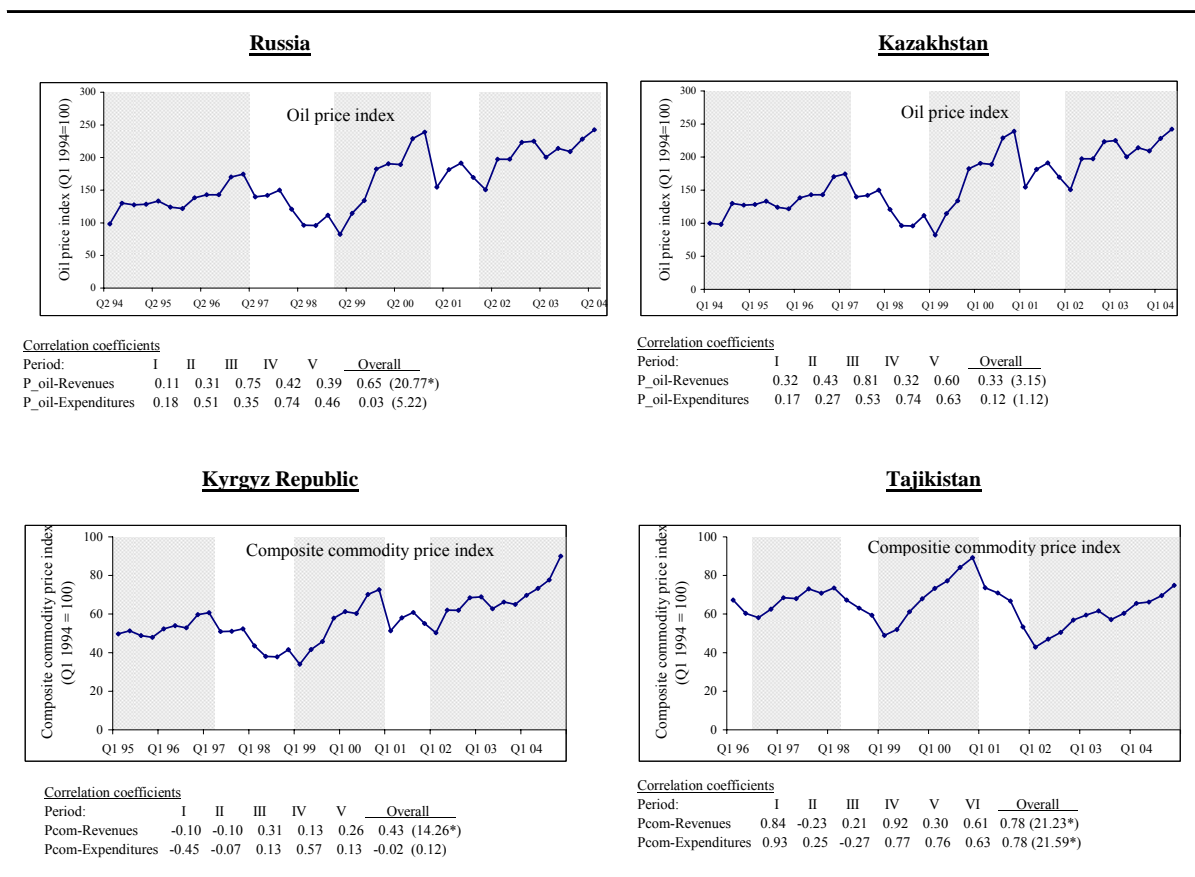 Russia
Oil price index (Q1 1994=100)
Oil price index
300
250
200
150
100
50
0
Q2 94 Q2 95 Q2 96 Q2 97 Q2 98 Q2 99 Q2 00 Q2 01 Q2 02 Q2 03 Q2 04
Correlation coefficients
Period: I II III IV V Overall
P_oil-Revenues 0.11 0.31 0.75 0.42 0.39 0.65 (20.77*)
P_oil-Expenditures 0.18 0.51 0.35 0.74 0.46 0.03 (5.22)
Kazakhstan
Oil price index (Q1 1994=100)
Oil price index
300
250
200
150
100
50
0
Q1 94 Q1 95 Q1 96 Q1 97 Q1 98 Q1 99 Q1 00 Q1 01 Q1 02 Q1 03 Q1 04
Correlation coefficients
Period: I II III IV V Overall
P_oil-Revenues 0.32 0.43 0.81 0.32 0.60 0.33 (3.15)
P_oil-Expenditures 0.17 0.27 0.53 0.74 0.63 0.12 (1.12)
Kyrgyz Republic
Composite commodity price index
(Q1 1994 = 100)
Composite commodity price index
100
80
60
40
20
0
Q1 95 Q1 96 Q1 97 Q1 98 Q1 99 Q1 00 Q1 01 Q1 02 Q1 03 Q1 04
Correlation coefficients
Period: I II III IV V Overall
Pcom-Revenues -0.10 -0.10 0.31 0.13 0.26 0.43 (14.26*)
Pcom-Expenditures -0.45 -0.07 0.13 0.57 0.13 -0.02 (0.12)
Tajikistan
Composite commodity price index
(Q1 1994 = 100)
Compositie commodity price index
100
80
60
40
20
0
Q1 96 Q1 97 Q1 98 Q1 99 Q1 00 Q1 01 Q1 02 Q1 03 Q1 04
Correlation coefficients
Period: I II III IV V VI Overall
Pcom-Revenues 0.84 -0.23 0.21 0.92 0.30 0.61 0.78 (21.23*)
Pcom-Expenditures 0.93 0.25 -0.27 0.77 0.76 0.63 0.78 (21.59*)